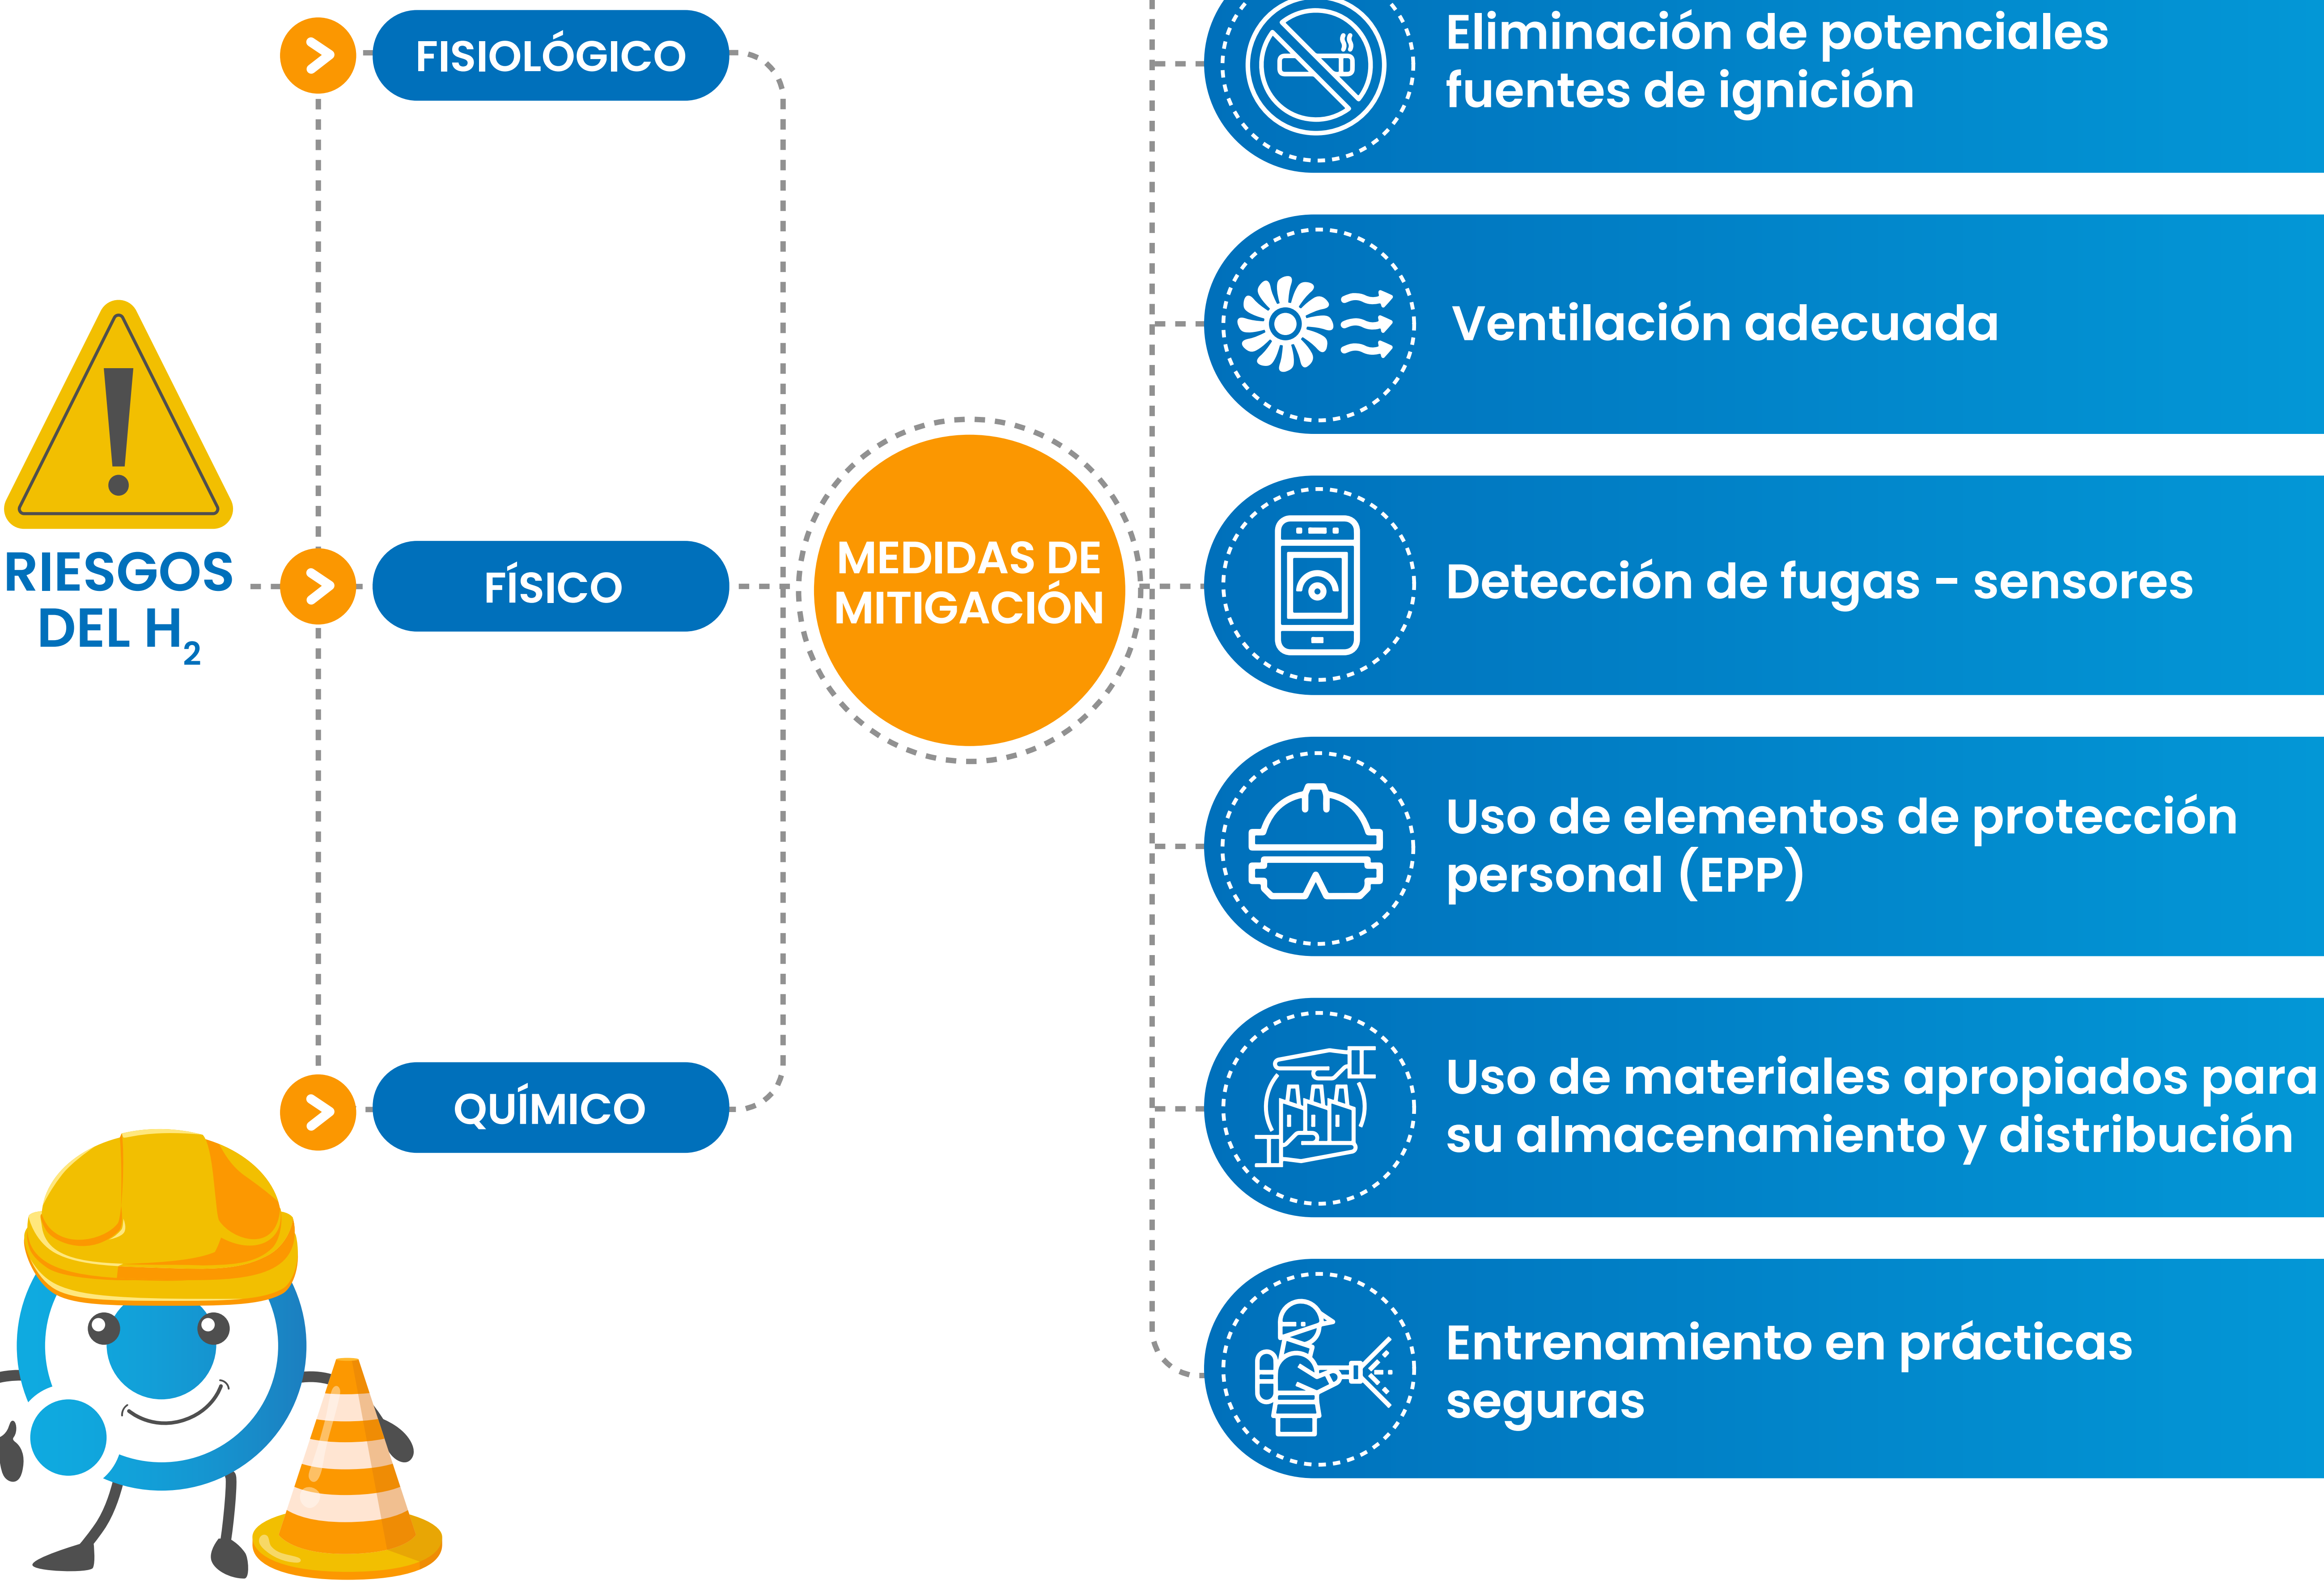 RIESGOS
DEL H₂
FISIOLÓGICO
FÍSICO
QUÍMICO
MEDIDAS DE
MITIGACIÓN
Eliminación de potenciales
fuentes de ignición
Ventilación adecuada
Detección de fugas - sensores
Uso de elementos de protección
personal (EPP)
Uso de materiales apropiados para
su almacenamiento y distribución
Entrenamiento en prácticas
seguras